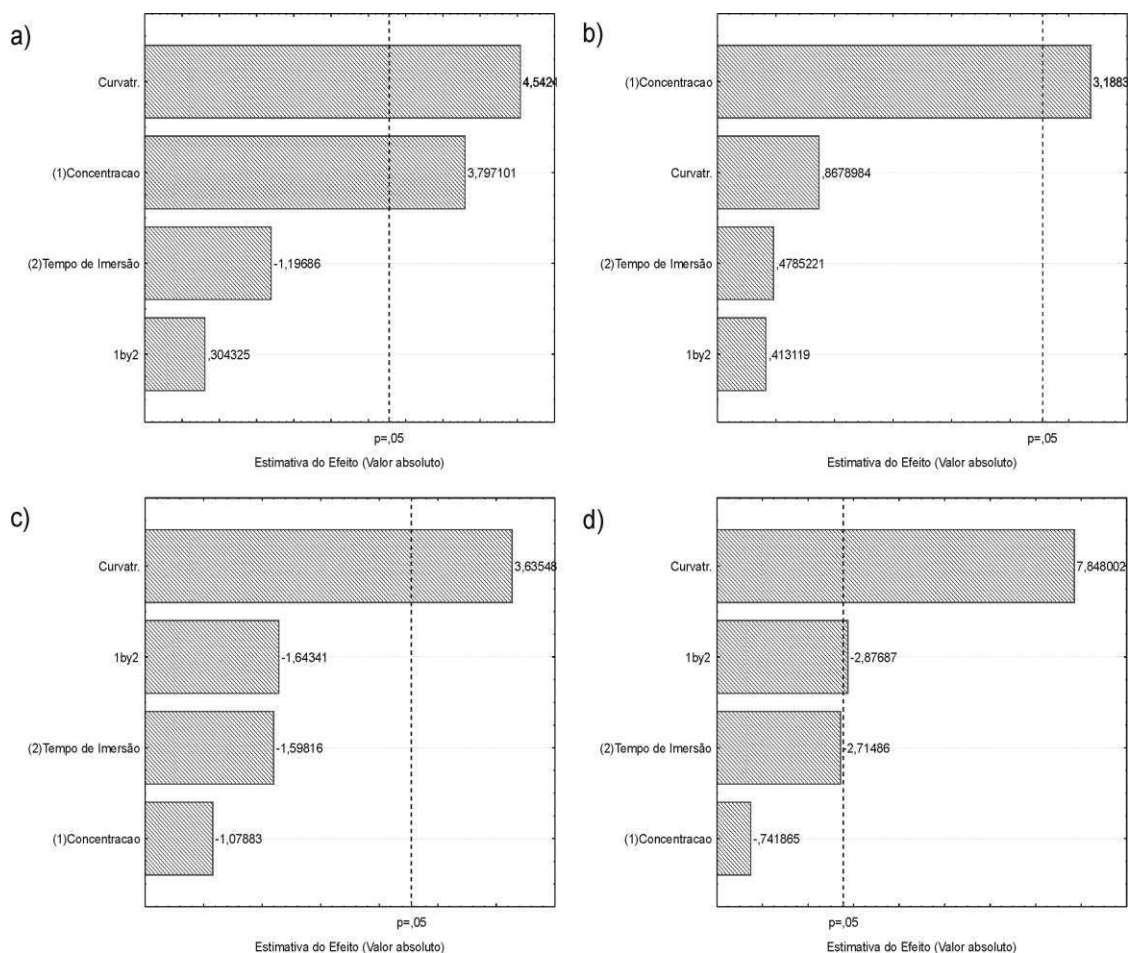 a)
Curvatr.
4,5424
(1)Concentracao
3,797101
(2)Tempo de Imersão
-1,19686
1by2
,304325
p=,05
Estimativa do Efeito (Valor absoluto)
b)
(1)Concentracao
3,1883
Curvatr.
,8678984
(2)Tempo de Imersão
,4785221
1by2
,413119
p=,05
Estimativa do Efeito (Valor absoluto)
c)
Curvatr.
3,63548
1by2
-1,64341
(2)Tempo de Imersão
-1,59816
(1)Concentracao
-1,07883
p=,05
Estimativa do Efeito (Valor absoluto)
d)
Curvatr.
7,848002
1by2
-2,87687
(2)Tempo de Imersão
-2,71486
(1)Concentracao
-,741865
p=,05
Estimativa do Efeito (Valor absoluto)